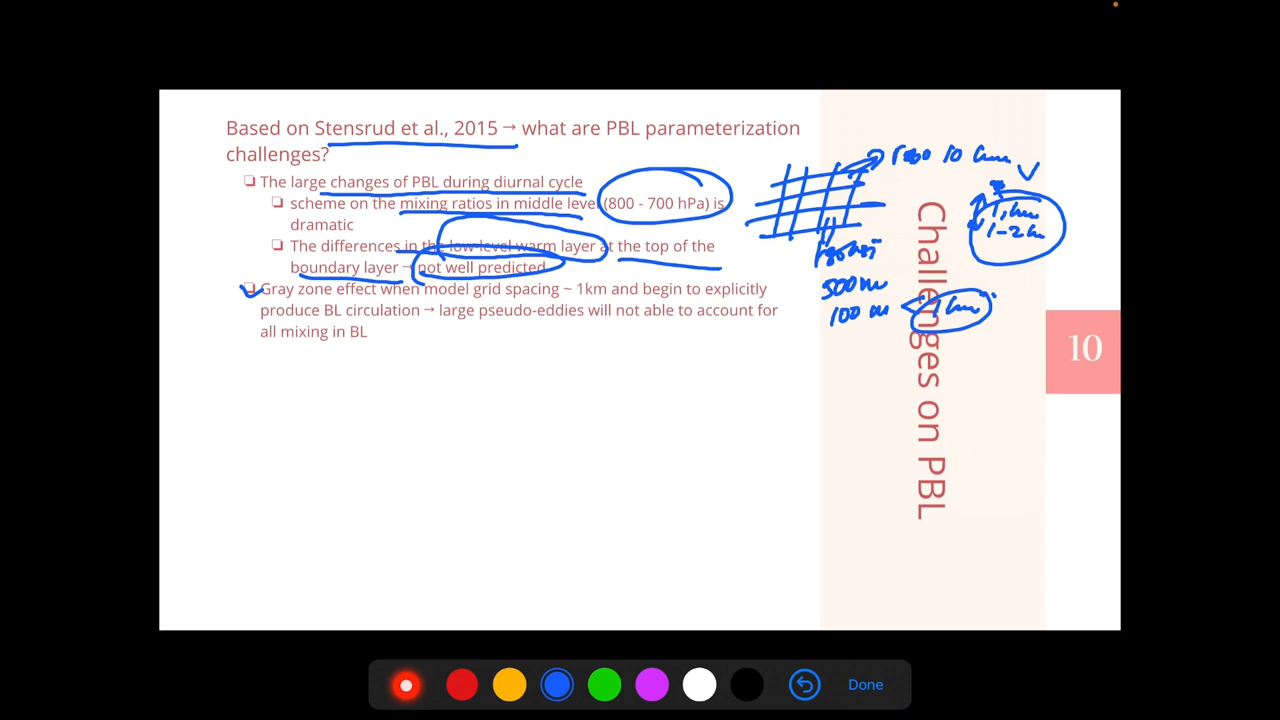 Based on Stensrud et al., 2015 → what are PBL parameterization
challenges?
❑ The large changes of PBL during diurnal cycle
❑ scheme on the mixing ratios in middle level (800 - 700 hPa) is
dramatic
❑ The differences in the low-level warm layer at the top of the
boundary layer → not well predicted
Gray zone effect when model grid spacing ~ 1km and begin to explicitly
produce BL circulation → large pseudo-eddies will not able to account for
all mixing in BL
10 km
1 km
1-2 km
500 m
100 m < 1 km
Challenges on PBL
10
Done